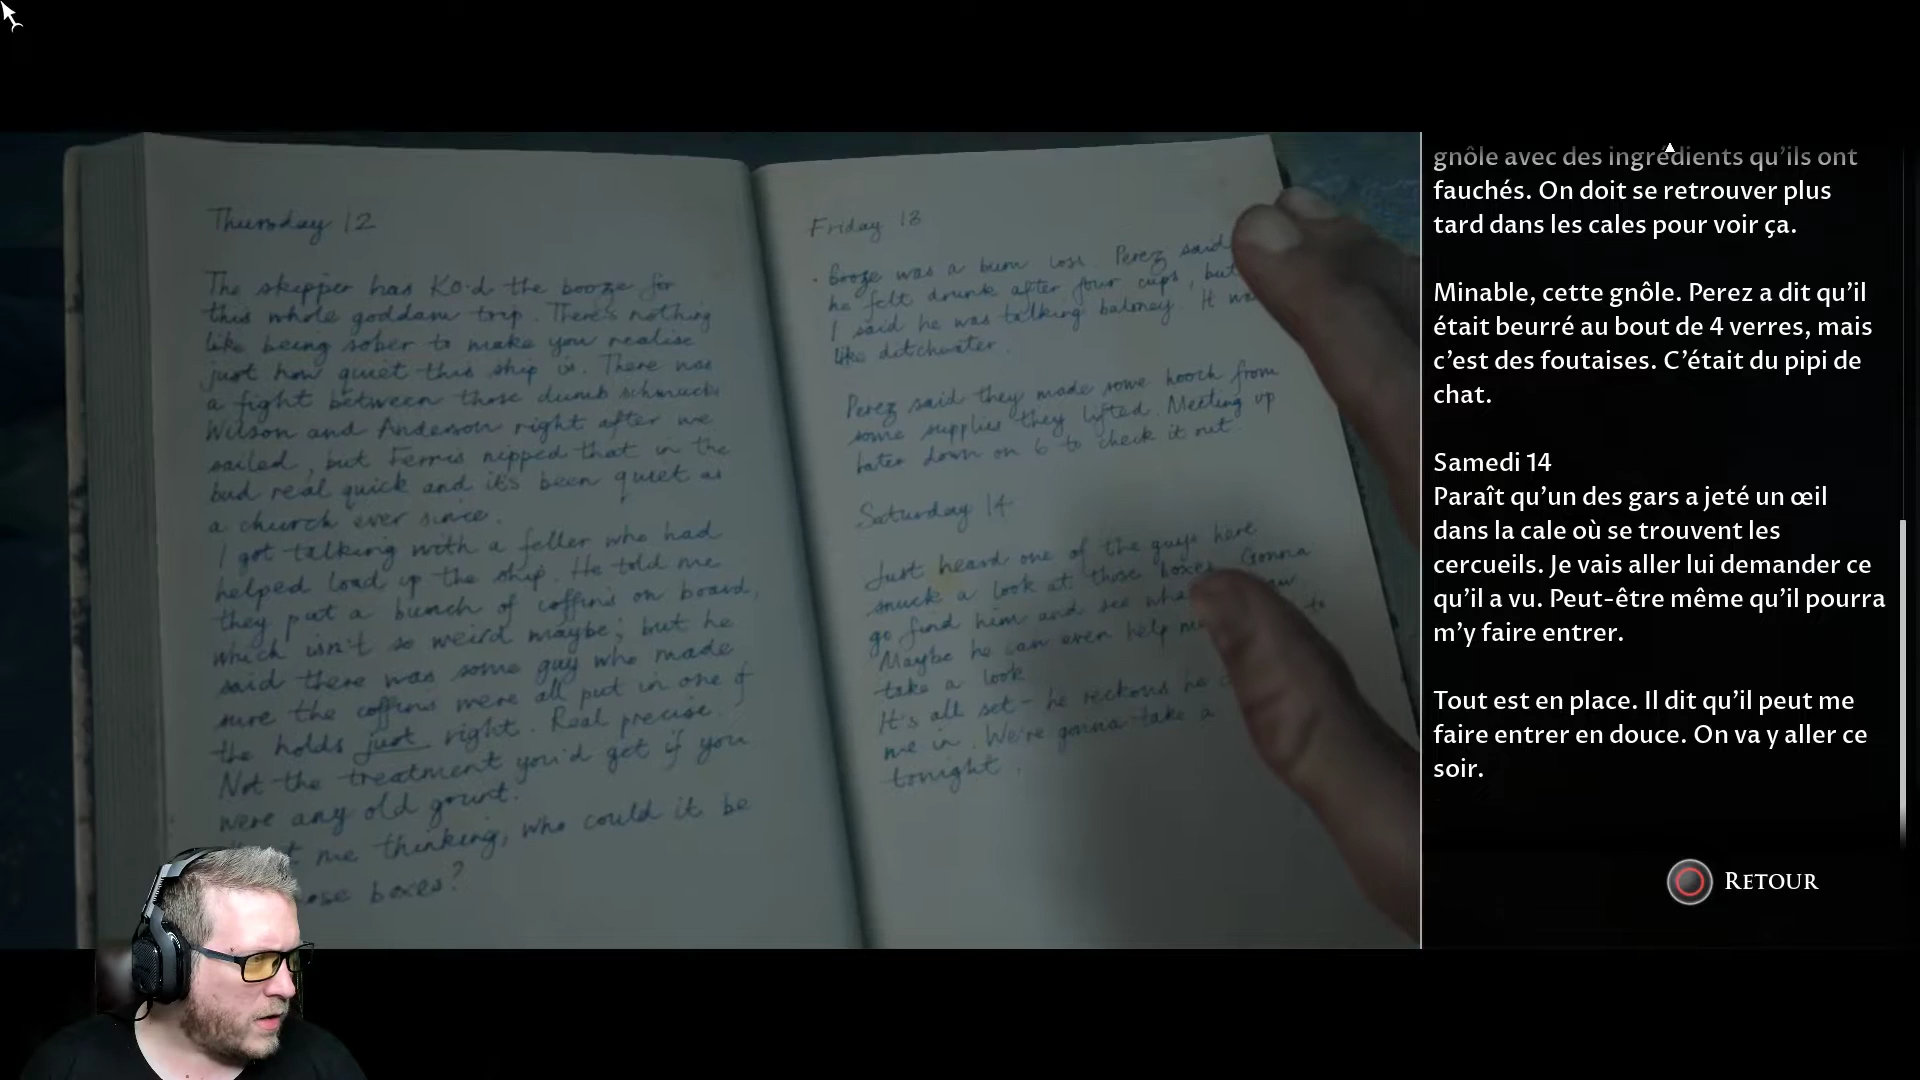 Thursday 12
The skipper has KO'd the booze for
this whole goddam trip. There's nothing
like being sober to make you realise
just how quiet this ship is. There was
a fight between those dumb schmucks
Wilson and Anderson right after we
sailed, but Ferris nipped that in the
bud real quick and it's been quiet as
a church ever since.
I got talking with a feller who had
helped load up the ship. He told me
they put a bunch of coffins on board,
which isn't so weird maybe; but he
said there was some guy who made
sure the coffins were all put in one of
the holds just right. Real precise.
Not the treatment you'd get if you
were any old grunt.
me thinking, who could it be
boxes?
Friday 13
Booze was a bum loss. Perez said
he felt drunk after four cups, but
I said he was talking baloney. It was
like ditchwater.
Perez said they made some hooch from
some supplies they lifted. Meeting up
later down on 6 to check it out.
Saturday 14
Just heard one of the guys here
snuck a look at those boxes. Gonna
go find him and see
Maybe he can even help me to
take a look
It's all set - he reckons he
me in. We're gonna take a
tonight.
gnôle avec des ingrédients qu'ils ont
fauchés. On doit se retrouver plus
tard dans les cales pour voir ça.
Minable, cette gnôle. Perez a dit qu'il
était beurré au bout de 4 verres, mais
c'est des foutaises. C'était du pipi de
chat.
Samedi 14
Paraît qu'un des gars a jeté un œil
dans la cale où se trouvent les
cercueils. Je vais aller lui demander ce
qu'il a vu. Peut-être même qu'il pourra
m'y faire entrer.
Tout est en place. Il dit qu'il peut me
faire entrer en douce. On va y aller ce
soir.
RETOUR